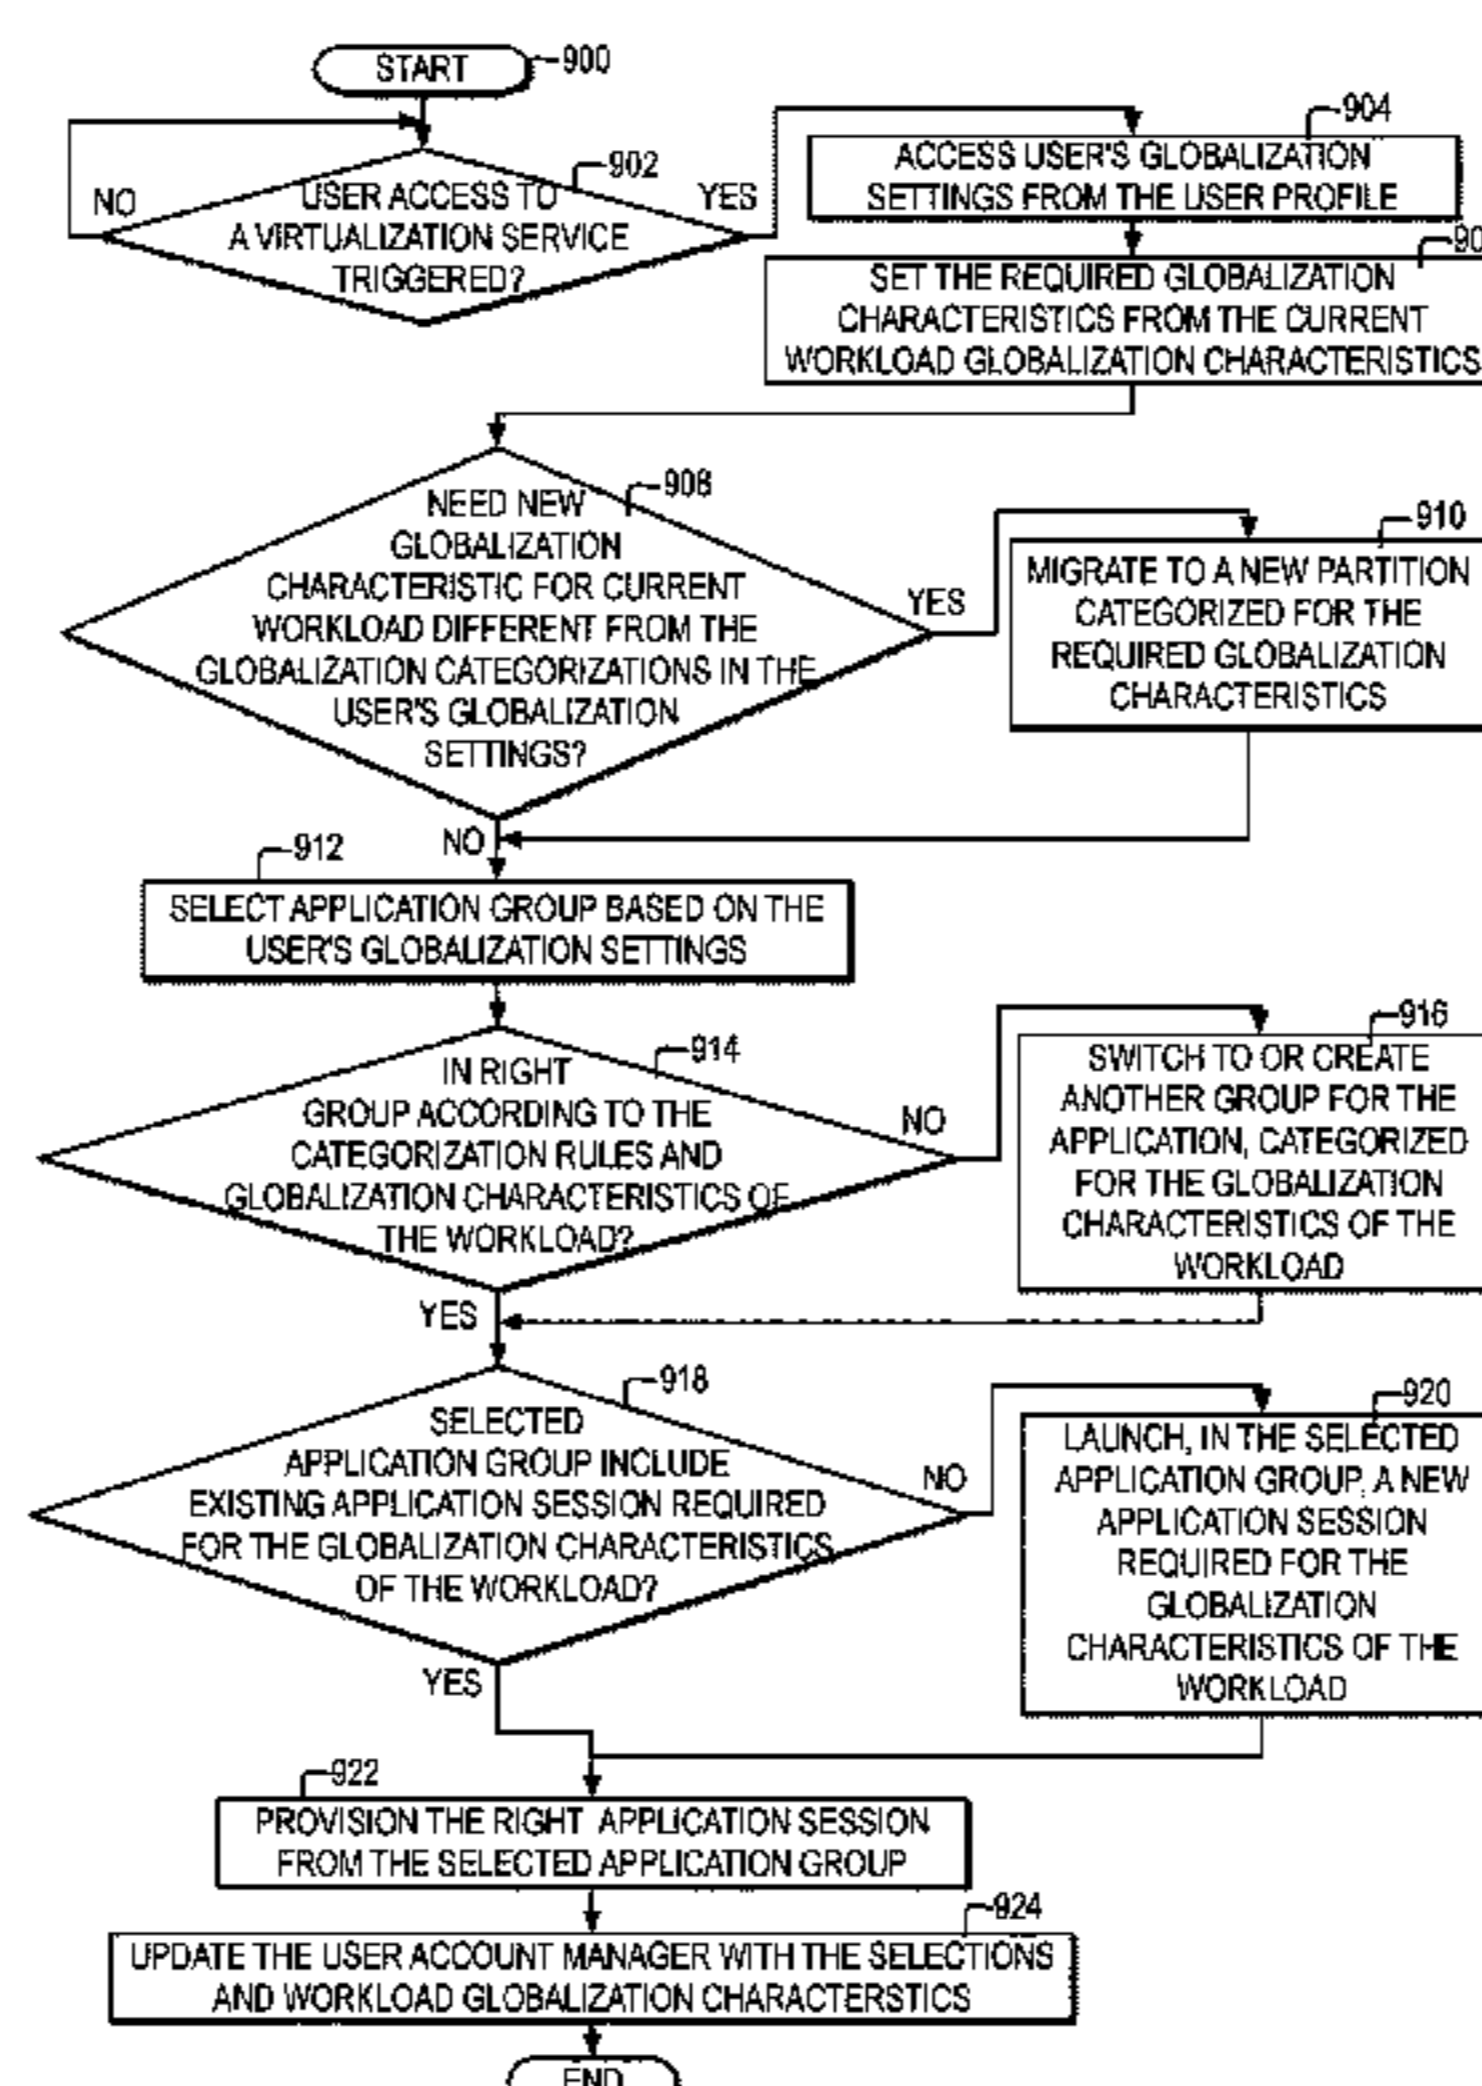 START
900
902
USER ACCESS TO
A VIRTUALIZATION SERVICE
TRIGGERED?
NO
YES
904
ACCESS USER'S GLOBALIZATION
SETTINGS FROM THE USER PROFILE
SET THE REQUIRED GLOBALIZATION
CHARACTERISTICS FROM THE CURRENT
WORKLOAD GLOBALIZATION CHARACTERISTICS
908
NEED NEW
GLOBALIZATION
CHARACTERISTIC FOR CURRENT
WORKLOAD DIFFERENT FROM THE
GLOBALIZATION CATEGORIZATIONS IN THE
USER'S GLOBALIZATION
SETTINGS?
YES
910
MIGRATE TO A NEW PARTITION
CATEGORIZED FOR THE
REQUIRED GLOBALIZATION
CHARACTERISTICS
NO
912
SELECT APPLICATION GROUP BASED ON THE
USER'S GLOBALIZATION SETTINGS
914
IN RIGHT
GROUP ACCORDING TO THE
CATEGORIZATION RULES AND
GLOBALIZATION CHARACTERISTICS OF
THE WORKLOAD?
NO
916
SWITCH TO OR CREATE
ANOTHER GROUP FOR THE
APPLICATION, CATEGORIZED
FOR THE GLOBALIZATION
CHARACTERISTICS OF THE
WORKLOAD
YES
918
SELECTED
APPLICATION GROUP INCLUDE
EXISTING APPLICATION SESSION REQUIRED
FOR THE GLOBALIZATION CHARACTERISTICS
OF THE WORKLOAD?
NO
920
LAUNCH, IN THE SELECTED
APPLICATION GROUP, A NEW
APPLICATION SESSION
REQUIRED FOR THE
GLOBALIZATION
CHARACTERISTICS OF THE
WORKLOAD
YES
922
PROVISION THE RIGHT APPLICATION SESSION
FROM THE SELECTED APPLICATION GROUP
924
UPDATE THE USER ACCOUNT MANAGER WITH THE SELECTIONS
AND WORKLOAD GLOBALIZATION CHARACTERSTICS
END